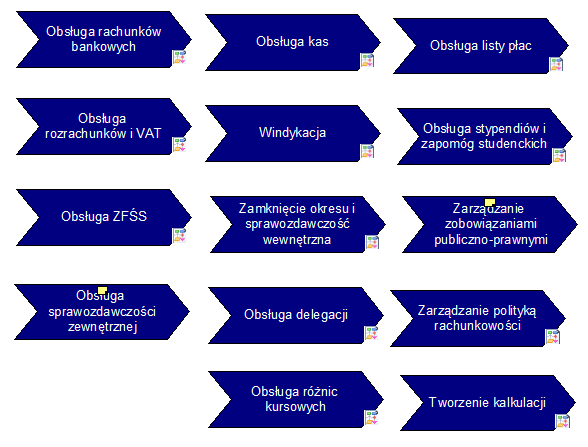 Obsługa rachunków
bankowych
Obsługa kas
Obsługa listy płac
Obsługa
rozrachunków i VAT
Windykacja
Obsługa stypendiów i
zapomóg studenckich
Obsługa ZFŚS
Zamknięcie okresu i
sprawozdawczość
wewnętrzna
Zarządzanie
zobowiązaniami
publiczno-prawnymi
Obsługa
sprawozdawczości
zewnętrznej
Obsługa delegacji
Zarządzanie polityką
rachunkowości
Obsługa różnic
kursowych
Tworzenie kalkulacji